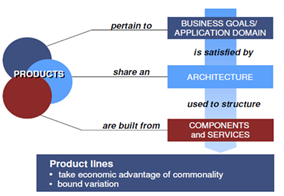 pertain to
BUSINESS GOALS/
APPLICATION DOMAIN
is satisfied by
PRODUCTS
share an
ARCHITECTURE
used to structure
are built from
COMPONENTS
and SERVICES
Product lines
• take economic advantage of commonality
• bound variation